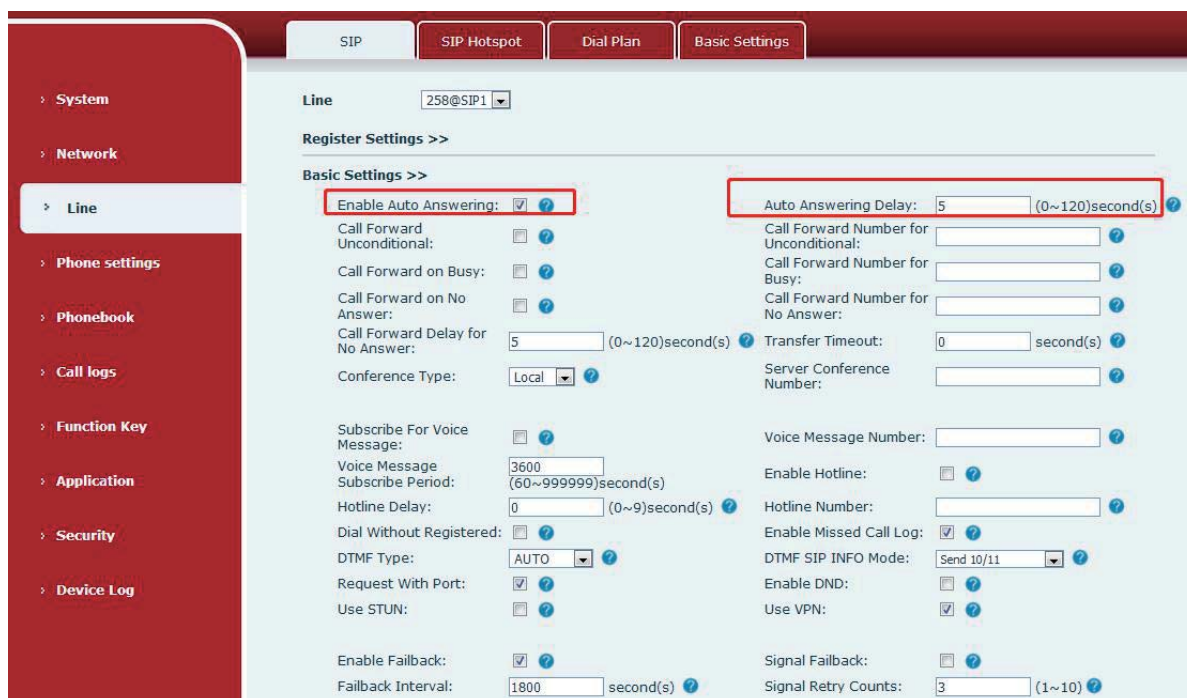 SIP
SIP Hotspot
Dial Plan
Basic Settings
System
Network
Line
Phone settings
Phonebook
Call logs
Function Key
Application
Security
Device Log
Line 258@SIP1
Register Settings >>
Basic Settings >>
Enable Auto Answering:
Auto Answering Delay: 5 (0~120)second(s)
Call Forward
Unconditional:
Call Forward Number for
Unconditional:
Call Forward on Busy:
Call Forward Number for
Busy:
Call Forward on No
Answer:
Call Forward Number for
No Answer:
Call Forward Delay for
No Answer: 5 (0~120)second(s)
Transfer Timeout: 0 second(s)
Conference Type: Local
Server Conference
Number:
Subscribe For Voice
Message:
Voice Message Number:
Voice Message
Subscribe Period: 3600
(60~999999)second(s)
Enable Hotline:
Hotline Delay: 0 (0~9)second(s)
Hotline Number:
Dial Without Registered:
Enable Missed Call Log:
DTMF Type: AUTO
DTMF SIP INFO Mode: Send 10/11
Request With Port:
Enable DND:
Use STUN:
Use VPN:
Enable Failback:
Signal Failback:
Failback Interval: 1800 second(s)
Signal Retry Counts: 3 (1~10)